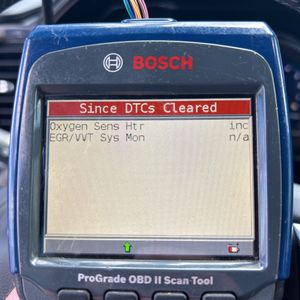 BOSCH
Since DTCs Cleared
Oxygen Sens Htr inc
EGR/VVT Sys Mon n/a
ProGrade OBD II Scan Tool